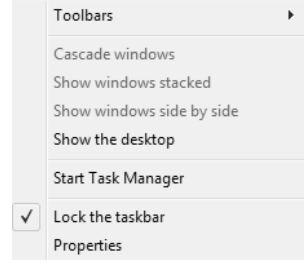 Toolbars
Cascade windows
Show windows stacked
Show windows side by side
Show the desktop
Start Task Manager
Lock the taskbar
Properties